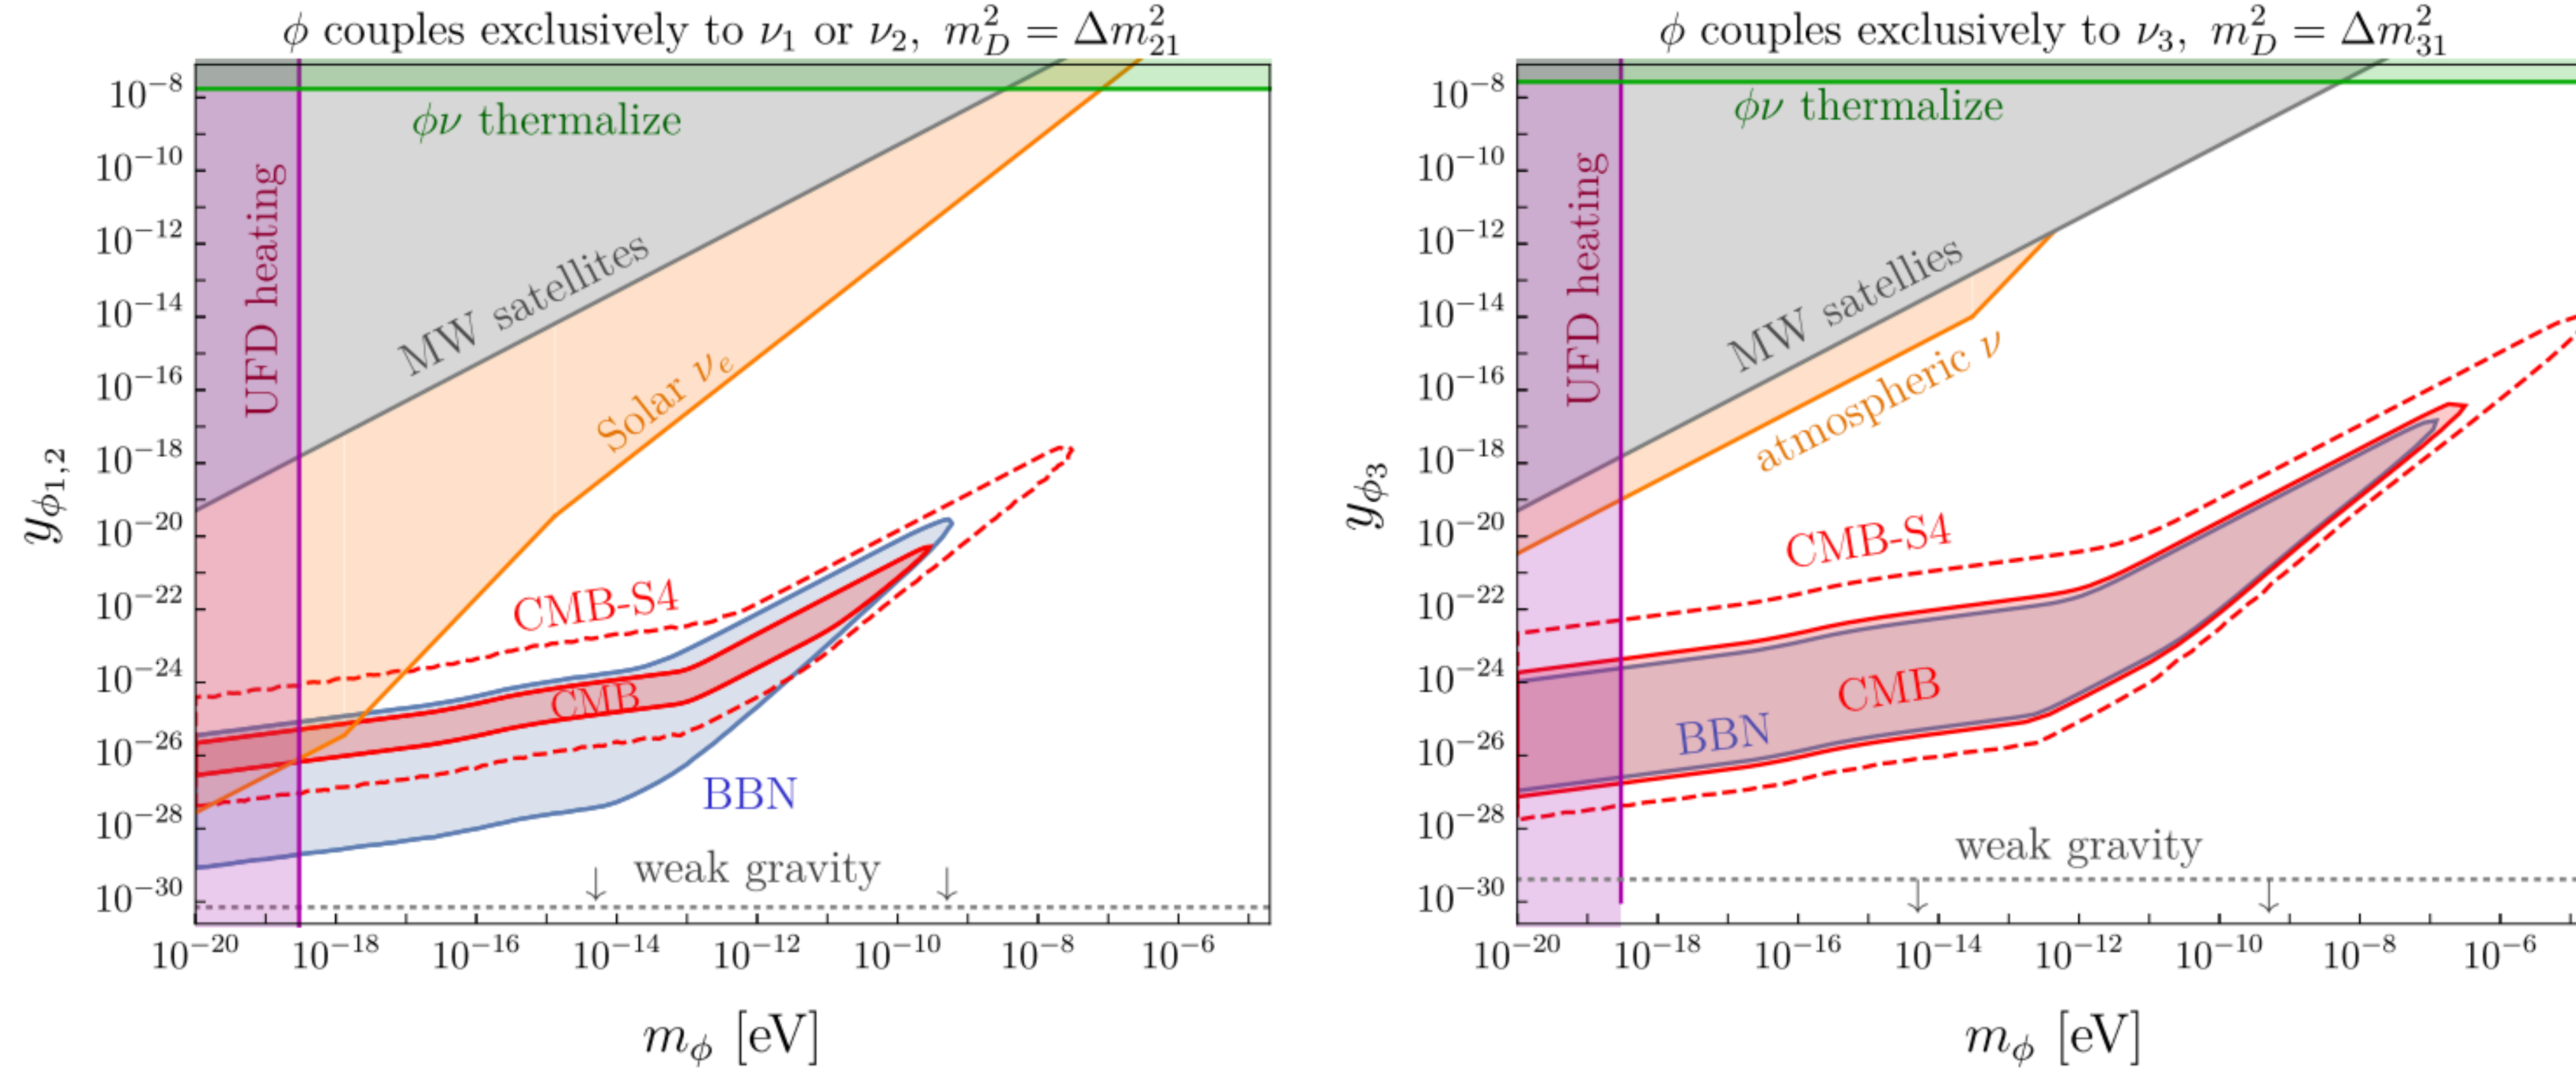 ϕ couples exclusively to ν₁ or ν₂, m²_D = Δm²₂₁
10⁻⁸
10⁻¹⁰
10⁻¹²
10⁻¹⁴
10⁻¹⁶
10⁻¹⁸
10⁻²⁰
10⁻²²
10⁻²⁴
10⁻²⁶
10⁻²⁸
10⁻³⁰
y_ϕ₁,₂
ϕν thermalize
UFD heating
MW satellites
Solar ν_e
CMB-S4
CMB
BBN
weak gravity
↓ ↓
10⁻²⁰ 10⁻¹⁸ 10⁻¹⁶ 10⁻¹⁴ 10⁻¹² 10⁻¹⁰ 10⁻⁸ 10⁻⁶
m_ϕ [eV]
ϕ couples exclusively to ν₃, m²_D = Δm²₃₁
10⁻⁸
10⁻¹⁰
10⁻¹²
10⁻¹⁴
10⁻¹⁶
10⁻¹⁸
10⁻²⁰
10⁻²²
10⁻²⁴
10⁻²⁶
10⁻²⁸
10⁻³⁰
y_ϕ₃
ϕν thermalize
UFD heating
MW satellies
atmospheric ν
CMB-S4
CMB
BBN
weak gravity
↓ ↓
10⁻²⁰ 10⁻¹⁸ 10⁻¹⁶ 10⁻¹⁴ 10⁻¹² 10⁻¹⁰ 10⁻⁸ 10⁻⁶
m_ϕ [eV]